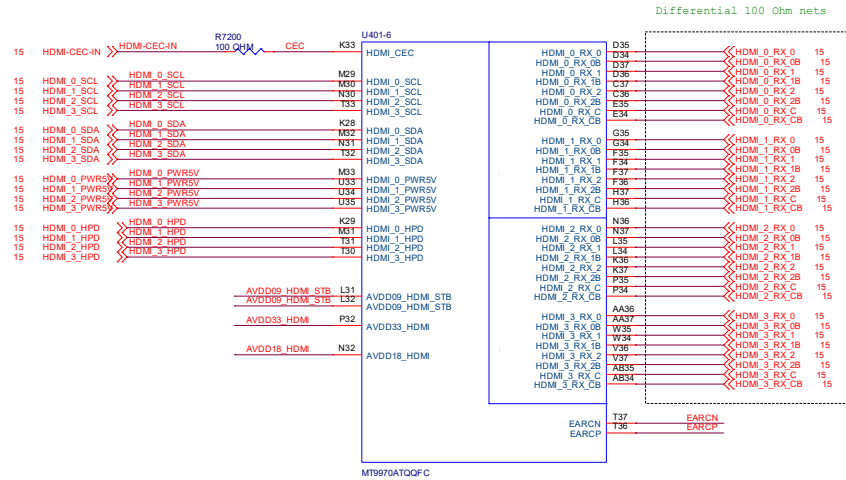 Differential 100 Ohm nets
R7200
100 OHM
U401-6
15 HDMI-CEC-IN HDMI-CEC-IN CEC K33 HDMI_CEC
15 HDMI_0_SCL HDMI_0_SCL M29 HDMI_0_SCL
15 HDMI_1_SCL HDMI_1_SCL M30 HDMI_1_SCL
15 HDMI_2_SCL HDMI_2_SCL N30 HDMI_2_SCL
15 HDMI_3_SCL HDMI_3_SCL T33 HDMI_3_SCL
15 HDMI_0_SDA HDMI_0_SDA K28 HDMI_0_SDA
15 HDMI_1_SDA HDMI_1_SDA M32 HDMI_1_SDA
15 HDMI_2_SDA HDMI_2_SDA N31 HDMI_2_SDA
15 HDMI_3_SDA HDMI_3_SDA T32 HDMI_3_SDA
15 HDMI_0_PWR5V HDMI_0_PWR5V M33 HDMI_0_PWR5V
15 HDMI_1_PWR5V HDMI_1_PWR5V U33 HDMI_1_PWR5V
15 HDMI_2_PWR5V HDMI_2_PWR5V U34 HDMI_2_PWR5V
15 HDMI_3_PWR5V HDMI_3_PWR5V U35 HDMI_3_PWR5V
15 HDMI_0_HPD HDMI_0_HPD K29 HDMI_0_HPD
15 HDMI_1_HPD HDMI_1_HPD M31 HDMI_1_HPD
15 HDMI_2_HPD HDMI_2_HPD T31 HDMI_2_HPD
15 HDMI_3_HPD HDMI_3_HPD T30 HDMI_3_HPD
AVDD09_HDMI_STB L31 AVDD09_HDMI_STB
AVDD09_HDMI_STB L32 AVDD09_HDMI_STB
AVDD33_HDMI P32 AVDD33_HDMI
AVDD18_HDMI N32 AVDD18_HDMI
HDMI_0_RX_0 D35 HDMI_0_RX_0 15
HDMI_0_RX_0B D34 HDMI_0_RX_0B 15
HDMI_0_RX_1 D37 HDMI_0_RX_1 15
HDMI_0_RX_1B D36 HDMI_0_RX_1B 15
HDMI_0_RX_2 C37 HDMI_0_RX_2 15
HDMI_0_RX_2B C36 HDMI_0_RX_2B 15
HDMI_0_RX_C E35 HDMI_0_RX_C 15
HDMI_0_RX_CB E34 HDMI_0_RX_CB 15
HDMI_1_RX_0 G35 HDMI_1_RX_0 15
HDMI_1_RX_0B G34 HDMI_1_RX_0B 15
HDMI_1_RX_1 F35 HDMI_1_RX_1 15
HDMI_1_RX_1B F34 HDMI_1_RX_1B 15
HDMI_1_RX_2 F37 HDMI_1_RX_2 15
HDMI_1_RX_2B F36 HDMI_1_RX_2B 15
HDMI_1_RX_C H37 HDMI_1_RX_C 15
HDMI_1_RX_CB H36 HDMI_1_RX_CB 15
HDMI_2_RX_0 N36 HDMI_2_RX_0 15
HDMI_2_RX_0B N37 HDMI_2_RX_0B 15
HDMI_2_RX_1 L35 HDMI_2_RX_1 15
HDMI_2_RX_1B L34 HDMI_2_RX_1B 15
HDMI_2_RX_2 K36 HDMI_2_RX_2 15
HDMI_2_RX_2B K37 HDMI_2_RX_2B 15
HDMI_2_RX_C P35 HDMI_2_RX_C 15
HDMI_2_RX_CB P34 HDMI_2_RX_CB 15
HDMI_3_RX_0 AA36 HDMI_3_RX_0 15
HDMI_3_RX_0B AA37 HDMI_3_RX_0B 15
HDMI_3_RX_1 W35 HDMI_3_RX_1 15
HDMI_3_RX_1B W34 HDMI_3_RX_1B 15
HDMI_3_RX_2 V36 HDMI_3_RX_2 15
HDMI_3_RX_2B V37 HDMI_3_RX_2B 15
HDMI_3_RX_C AB35 HDMI_3_RX_C 15
HDMI_3_RX_CB AB34 HDMI_3_RX_CB 15
EARCN T37 EARCN
EARCP T36 EARCP
MT9970ATQQFC